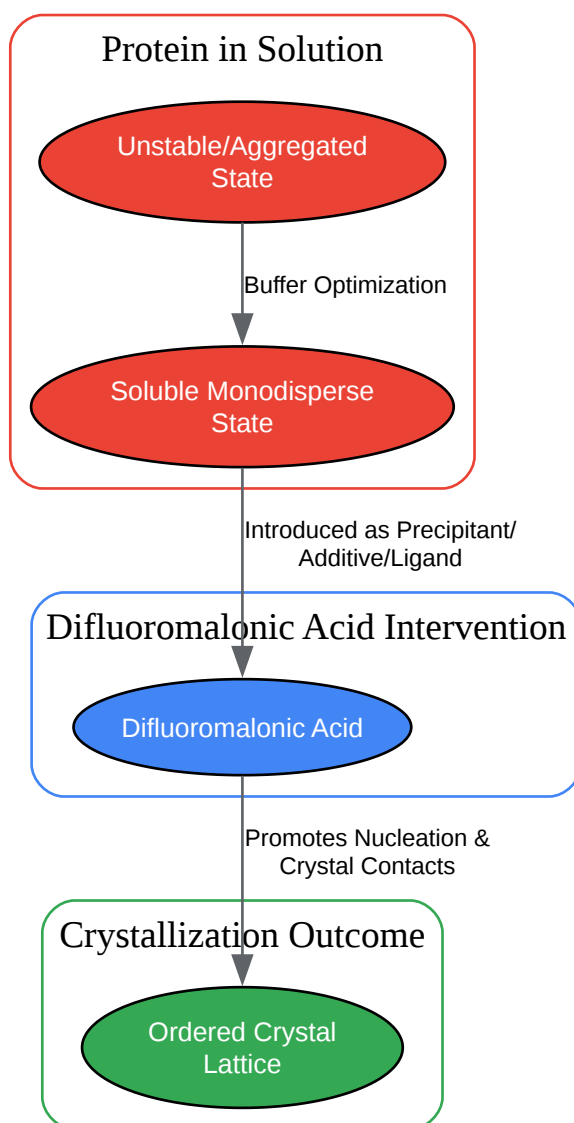 Protein in Solution
Unstable/Aggregated
State
Buffer Optimization
Soluble Monodisperse
State
Introduced as Precipitant/
Additive/Ligand
Difluoromalonic Acid Intervention
Difluoromalonic Acid
Promotes Nucleation &
Crystal Contacts
Crystallization Outcome
Ordered Crystal
Lattice